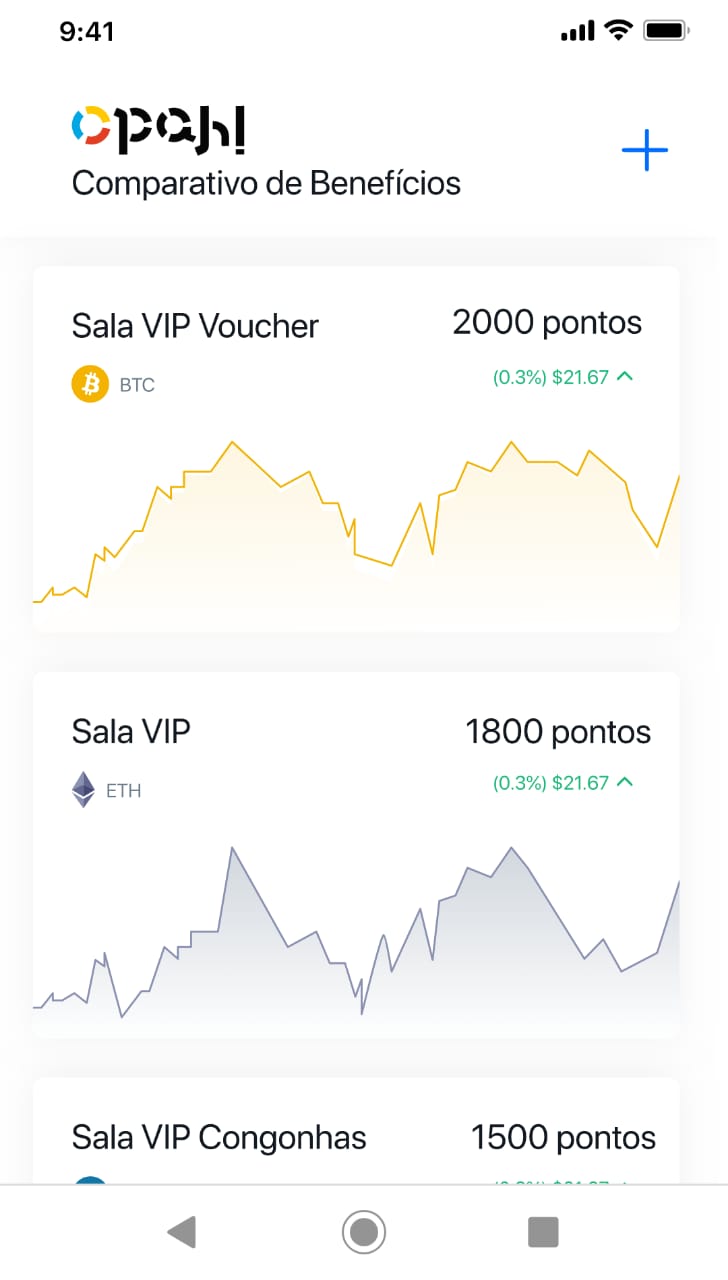 9:41
opah!
Comparativo de Benefícios
Sala VIP Voucher
2000 pontos
BTC
(0.3%) $21.67
Sala VIP
1800 pontos
ETH
(0.3%) $21.67
Sala VIP Congonhas
1500 pontos